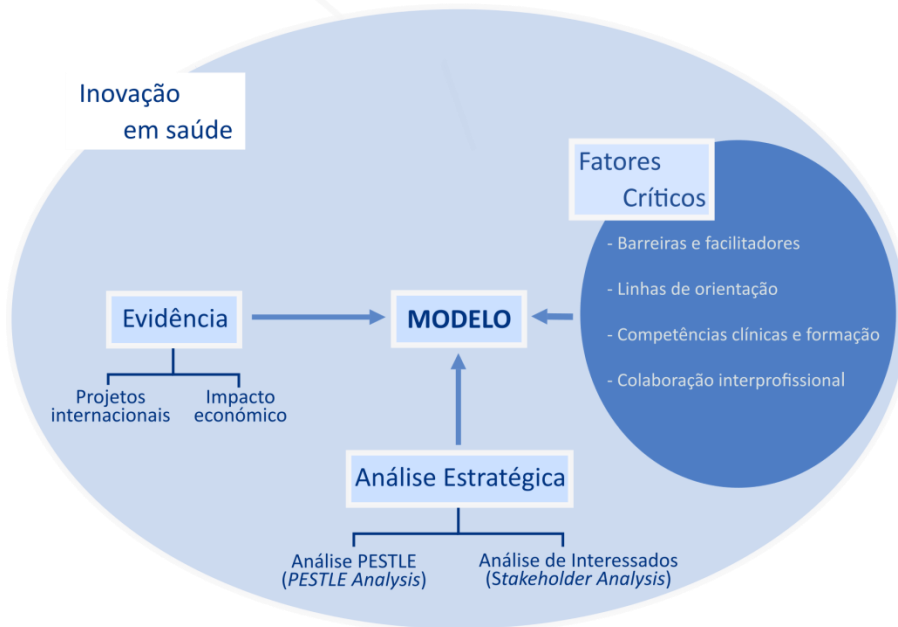 Inovação
em saúde
Fatores
Críticos
- Barreiras e facilitadores
- Linhas de orientação
- Competências clínicas e formação
- Colaboração interprofissional
Evidência
MODELO
Projetos
internacionais
Impacto
económico
Análise Estratégica
Análise PESTLE
(PESTLE Analysis)
Análise de Interessados
(Stakeholder Analysis)